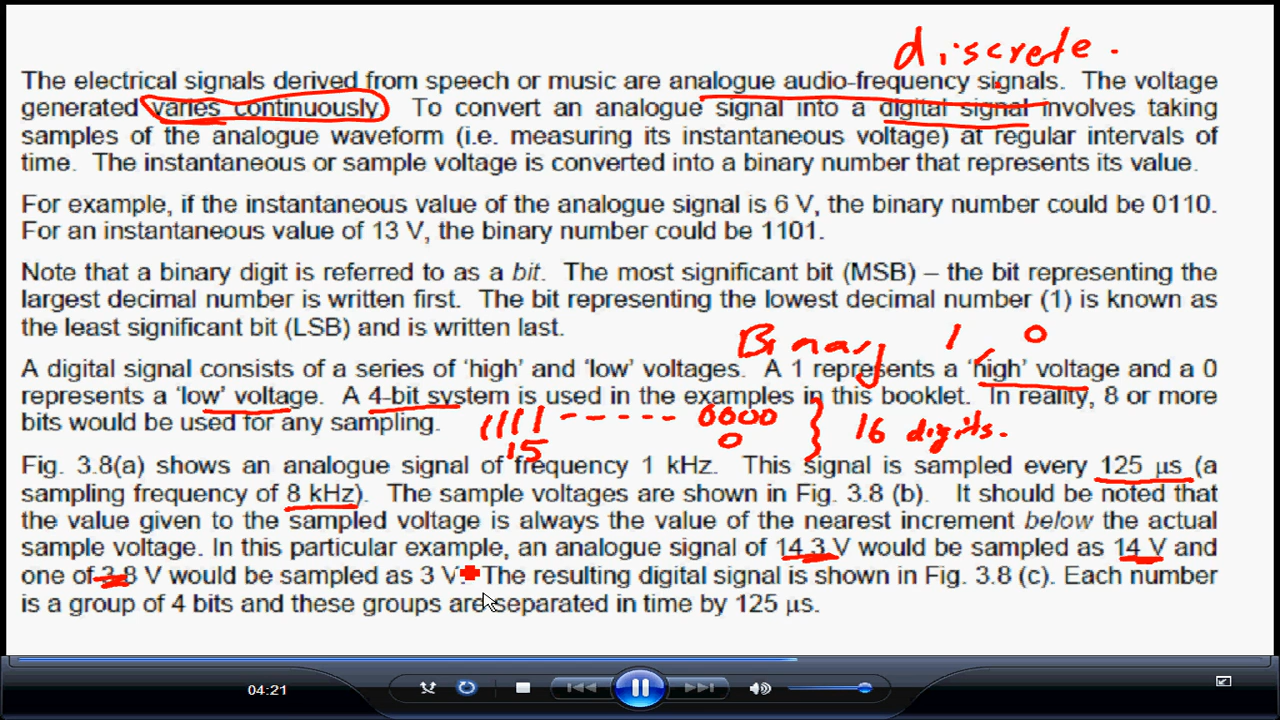 discrete.
The electrical signals derived from speech or music are analogue audio-frequency signals. The voltage
generated varies continuously. To convert an analogue signal into a digital signal involves taking
samples of the analogue waveform (i.e. measuring its instantaneous voltage) at regular intervals of
time. The instantaneous or sample voltage is converted into a binary number that represents its value.
For example, if the instantaneous value of the analogue signal is 6 V, the binary number could be 0110.
For an instantaneous value of 13 V, the binary number could be 1101.
Note that a binary digit is referred to as a bit. The most significant bit (MSB) – the bit representing the
largest decimal number is written first. The bit representing the lowest decimal number (1) is known as
the least significant bit (LSB) and is written last.
Binary 1, 0
A digital signal consists of a series of ‘high’ and ‘low’ voltages. A 1 represents a ‘high’ voltage and a 0
represents a ‘low’ voltage. A 4-bit system is used in the examples in this booklet. In reality, 8 or more
bits would be used for any sampling.
1111 ------ 0000 } 16 digits.
15 0
Fig. 3.8(a) shows an analogue signal of frequency 1 kHz. This signal is sampled every 125 μs (a
sampling frequency of 8 kHz). The sample voltages are shown in Fig. 3.8 (b). It should be noted that
the value given to the sampled voltage is always the value of the nearest increment below the actual
sample voltage. In this particular example, an analogue signal of 14.3 V would be sampled as 14 V and
one of 3.8 V would be sampled as 3 V. The resulting digital signal is shown in Fig. 3.8 (c). Each number
is a group of 4 bits and these groups are separated in time by 125 μs.
04:21